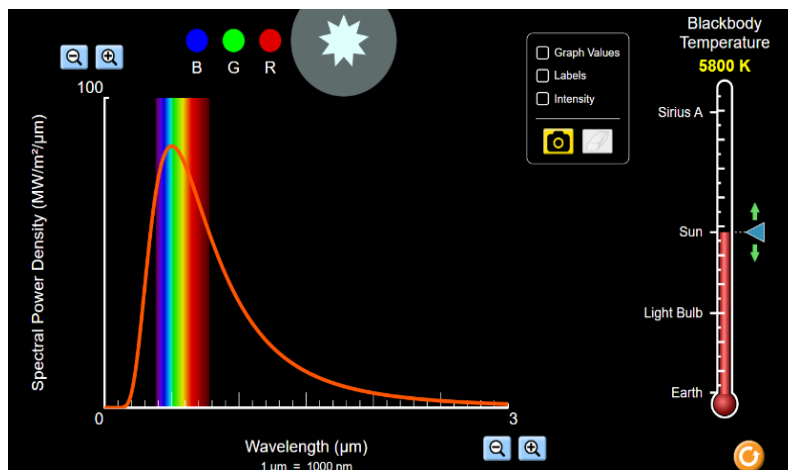 Blackbody
Temperature
5800 K
B
G
R
Graph Values
Labels
Intensity
100
Spectral Power Density (MW/m²/μm)
Sirius A
Sun
Light Bulb
Earth
0
3
Wavelength (μm)
1 μm = 1000 nm